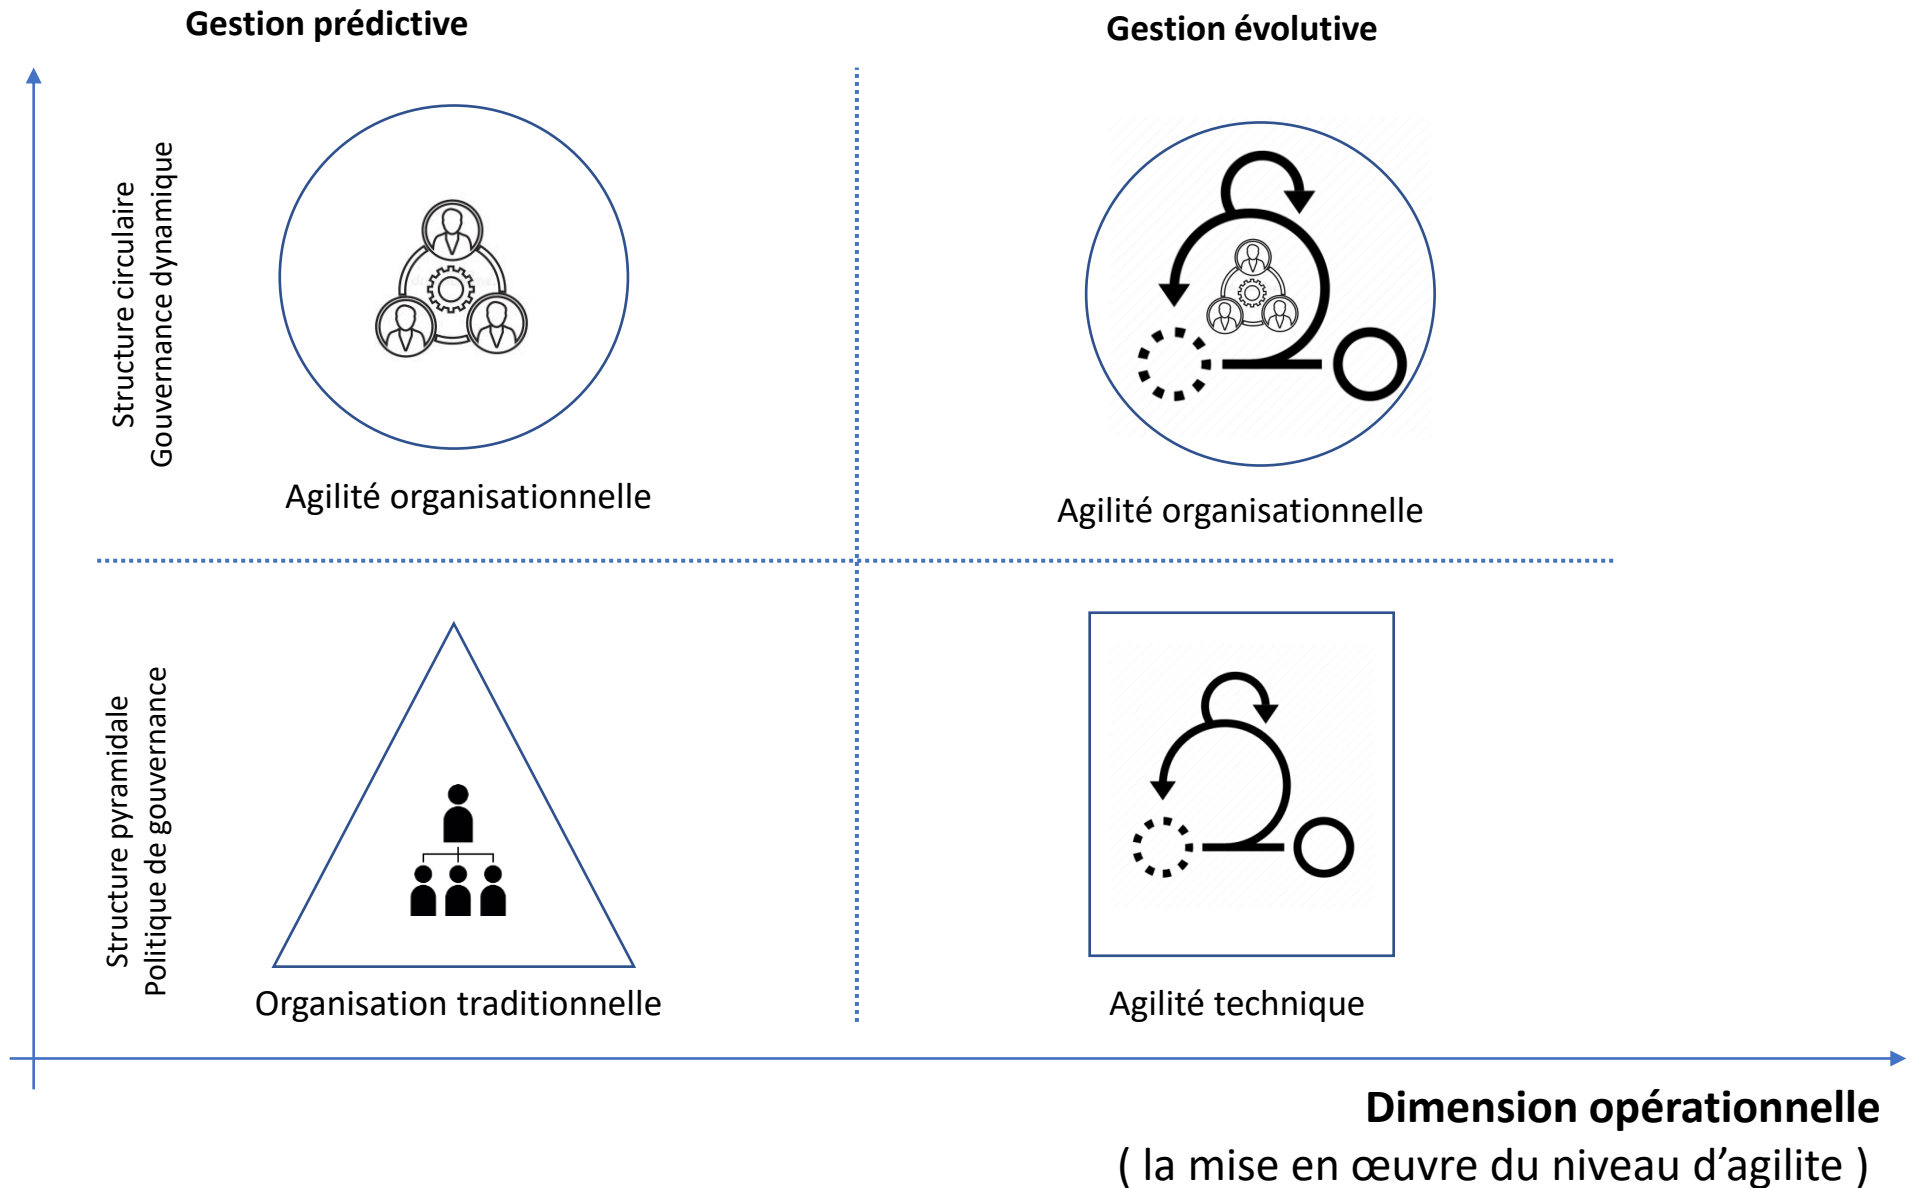 Gestion prédictive
Gestion évolutive
Structure circulaire
Gouvernance dynamique
Agilité organisationnelle
Agilité organisationnelle
Structure pyramidale
Politique de gouvernance
Organisation traditionnelle
Agilité technique
Dimension opérationnelle
( la mise en œuvre du niveau d’agilite )